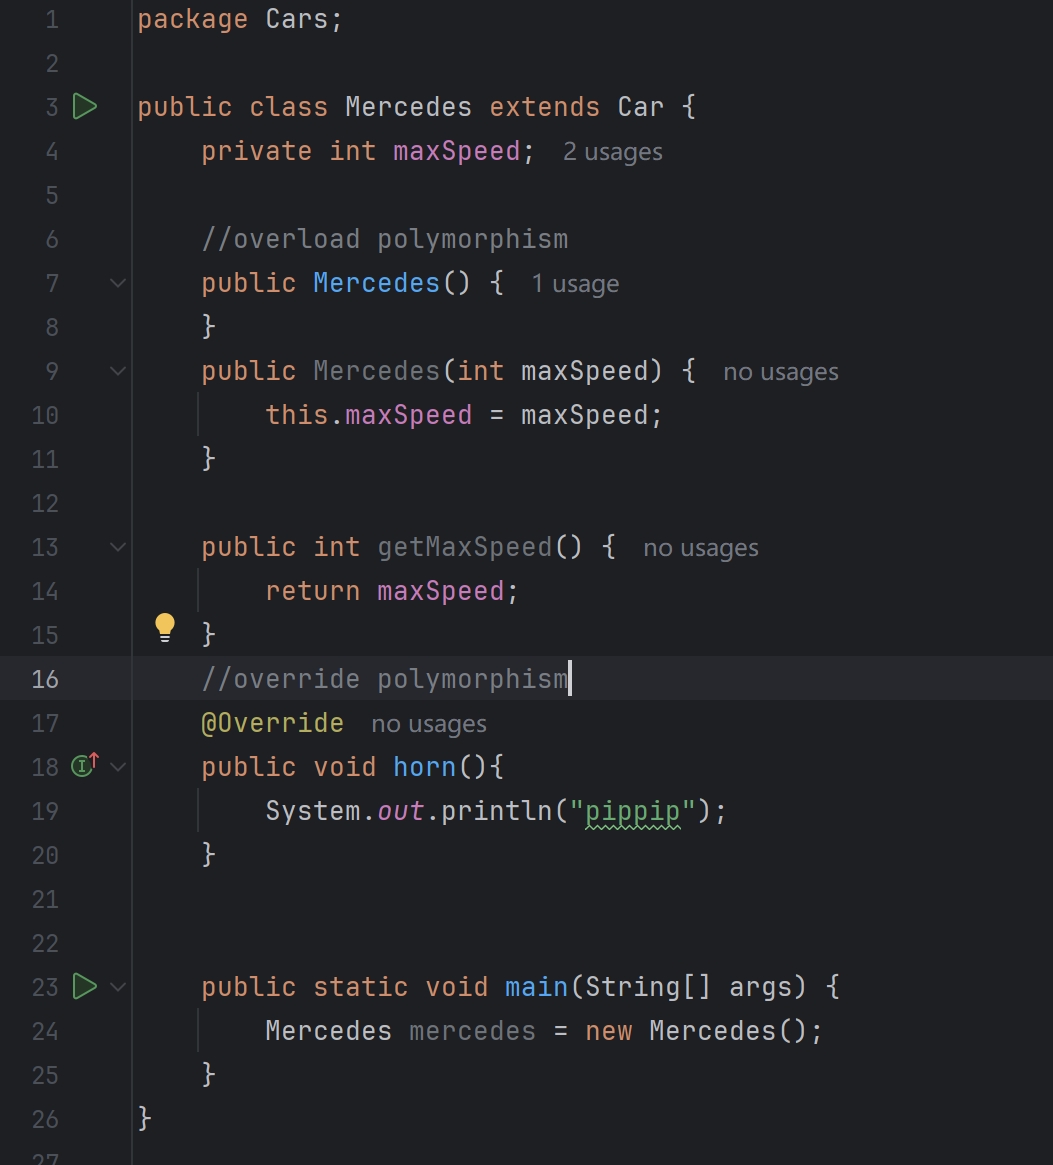 1 package Cars;
2
3 public class Mercedes extends Car {
4 private int maxSpeed; 2 usages
5
6 //overload polymorphism
7 public Mercedes() { 1 usage
8 }
9 public Mercedes(int maxSpeed) { no usages
10 this.maxSpeed = maxSpeed;
11 }
12
13 public int getMaxSpeed() { no usages
14 return maxSpeed;
15 }
16 //override polymorphism
17 @Override no usages
18 public void horn(){
19 System.out.println("pippip");
20 }
21
22
23 public static void main(String[] args) {
24 Mercedes mercedes = new Mercedes();
25 }
26 }
27